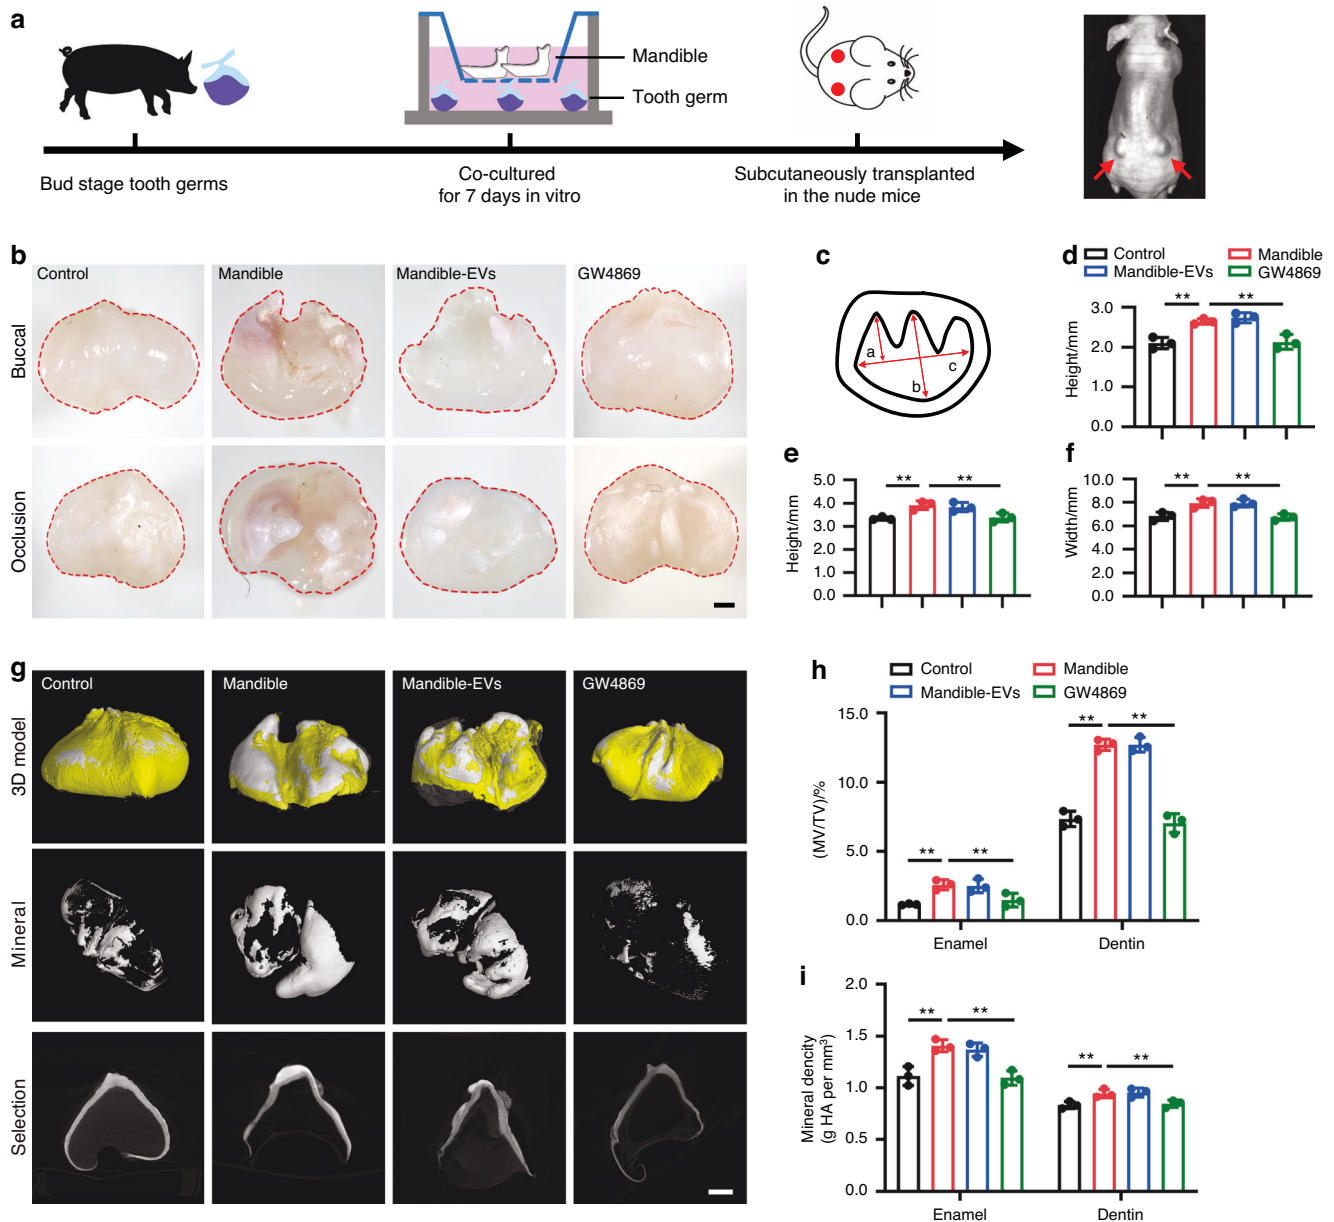 a
Mandible
Tooth germ
Bud stage tooth germs
Co-cultured
for 7 days in vitro
Subcutaneously transplanted
in the nude mice
b
Control
Mandible
Mandible-EVs
GW4869
Buccal
Occlusion
c
a
b
c
d
Control
Mandible
Mandible-EVs
GW4869
Height/mm
3.0
2.0
1.0
0.0
**
**
e
Height/mm
5.0
4.0
3.0
2.0
1.0
0.0
**
**
f
Width/mm
10.0
8.0
6.0
4.0
2.0
0.0
**
**
g
Control
Mandible
Mandible-EVs
GW4869
3D model
Mineral
Selection
h
Control
Mandible
Mandible-EVs
GW4869
(MV/TV)/%
15.0
10.0
5.0
0.0
**
**
**
**
Enamel
Dentin
i
Mineral dencity
(g HA per mm³)
2.0
1.5
1.0
0.5
0.0
**
**
**
**
Enamel
Dentin